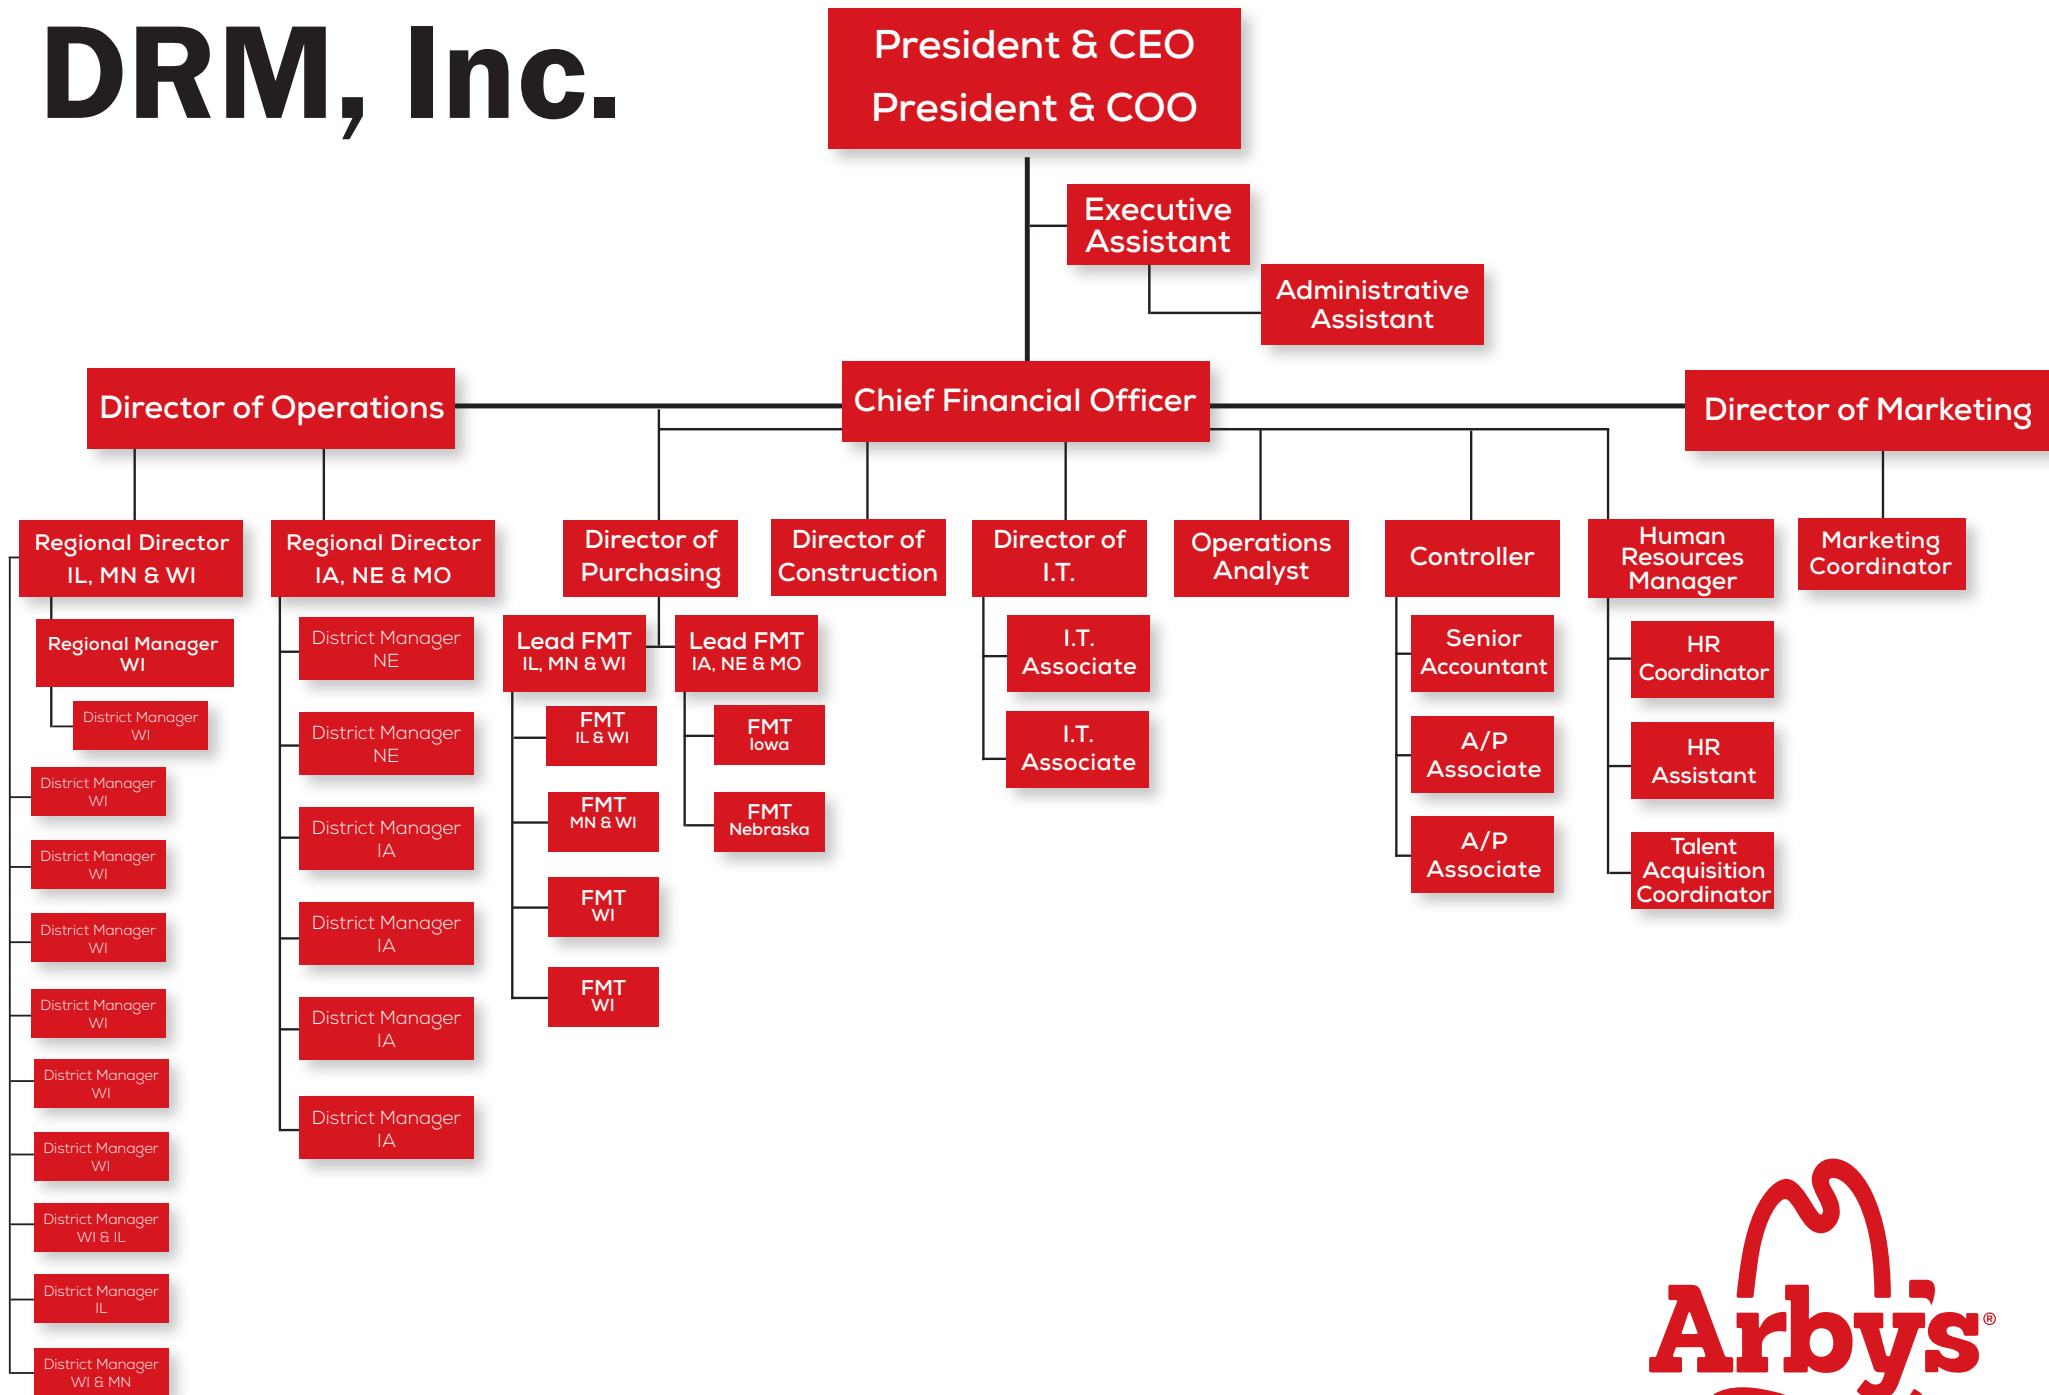 DRM, Inc.
President & CEO
President & COO
Executive
Assistant
Administrative
Assistant
Director of Operations
Chief Financial Officer
Director of Marketing
Regional Director
IL, MN & WI
Regional Director
IA, NE & MO
Director of
Purchasing
Director of
Construction
Director of
I.T.
Operations
Analyst
Controller
Human
Resources
Manager
Marketing
Coordinator
Regional Manager
WI
District Manager
WI
District Manager
WI
District Manager
WI
District Manager
WI
District Manager
WI
District Manager
WI
District Manager
WI
District Manager
WI & IL
District Manager
IL
District Manager
WI & MN
District Manager
NE
District Manager
NE
District Manager
IA
District Manager
IA
District Manager
IA
District Manager
IA
Lead FMT
IL, MN & WI
FMT
IL & WI
FMT
MN & WI
FMT
WI
FMT
WI
Lead FMT
IA, NE & MO
FMT
Iowa
FMT
Nebraska
I.T.
Associate
I.T.
Associate
Senior
Accountant
A/P
Associate
A/P
Associate
HR
Coordinator
HR
Assistant
Talent
Acquisition
Coordinator
Arby's®